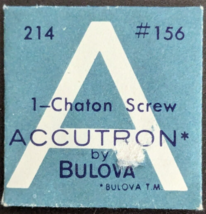 214 #156
1-Chaton Screw
ACCUTRON*
by
BULOVA
*BULOVA T.M.